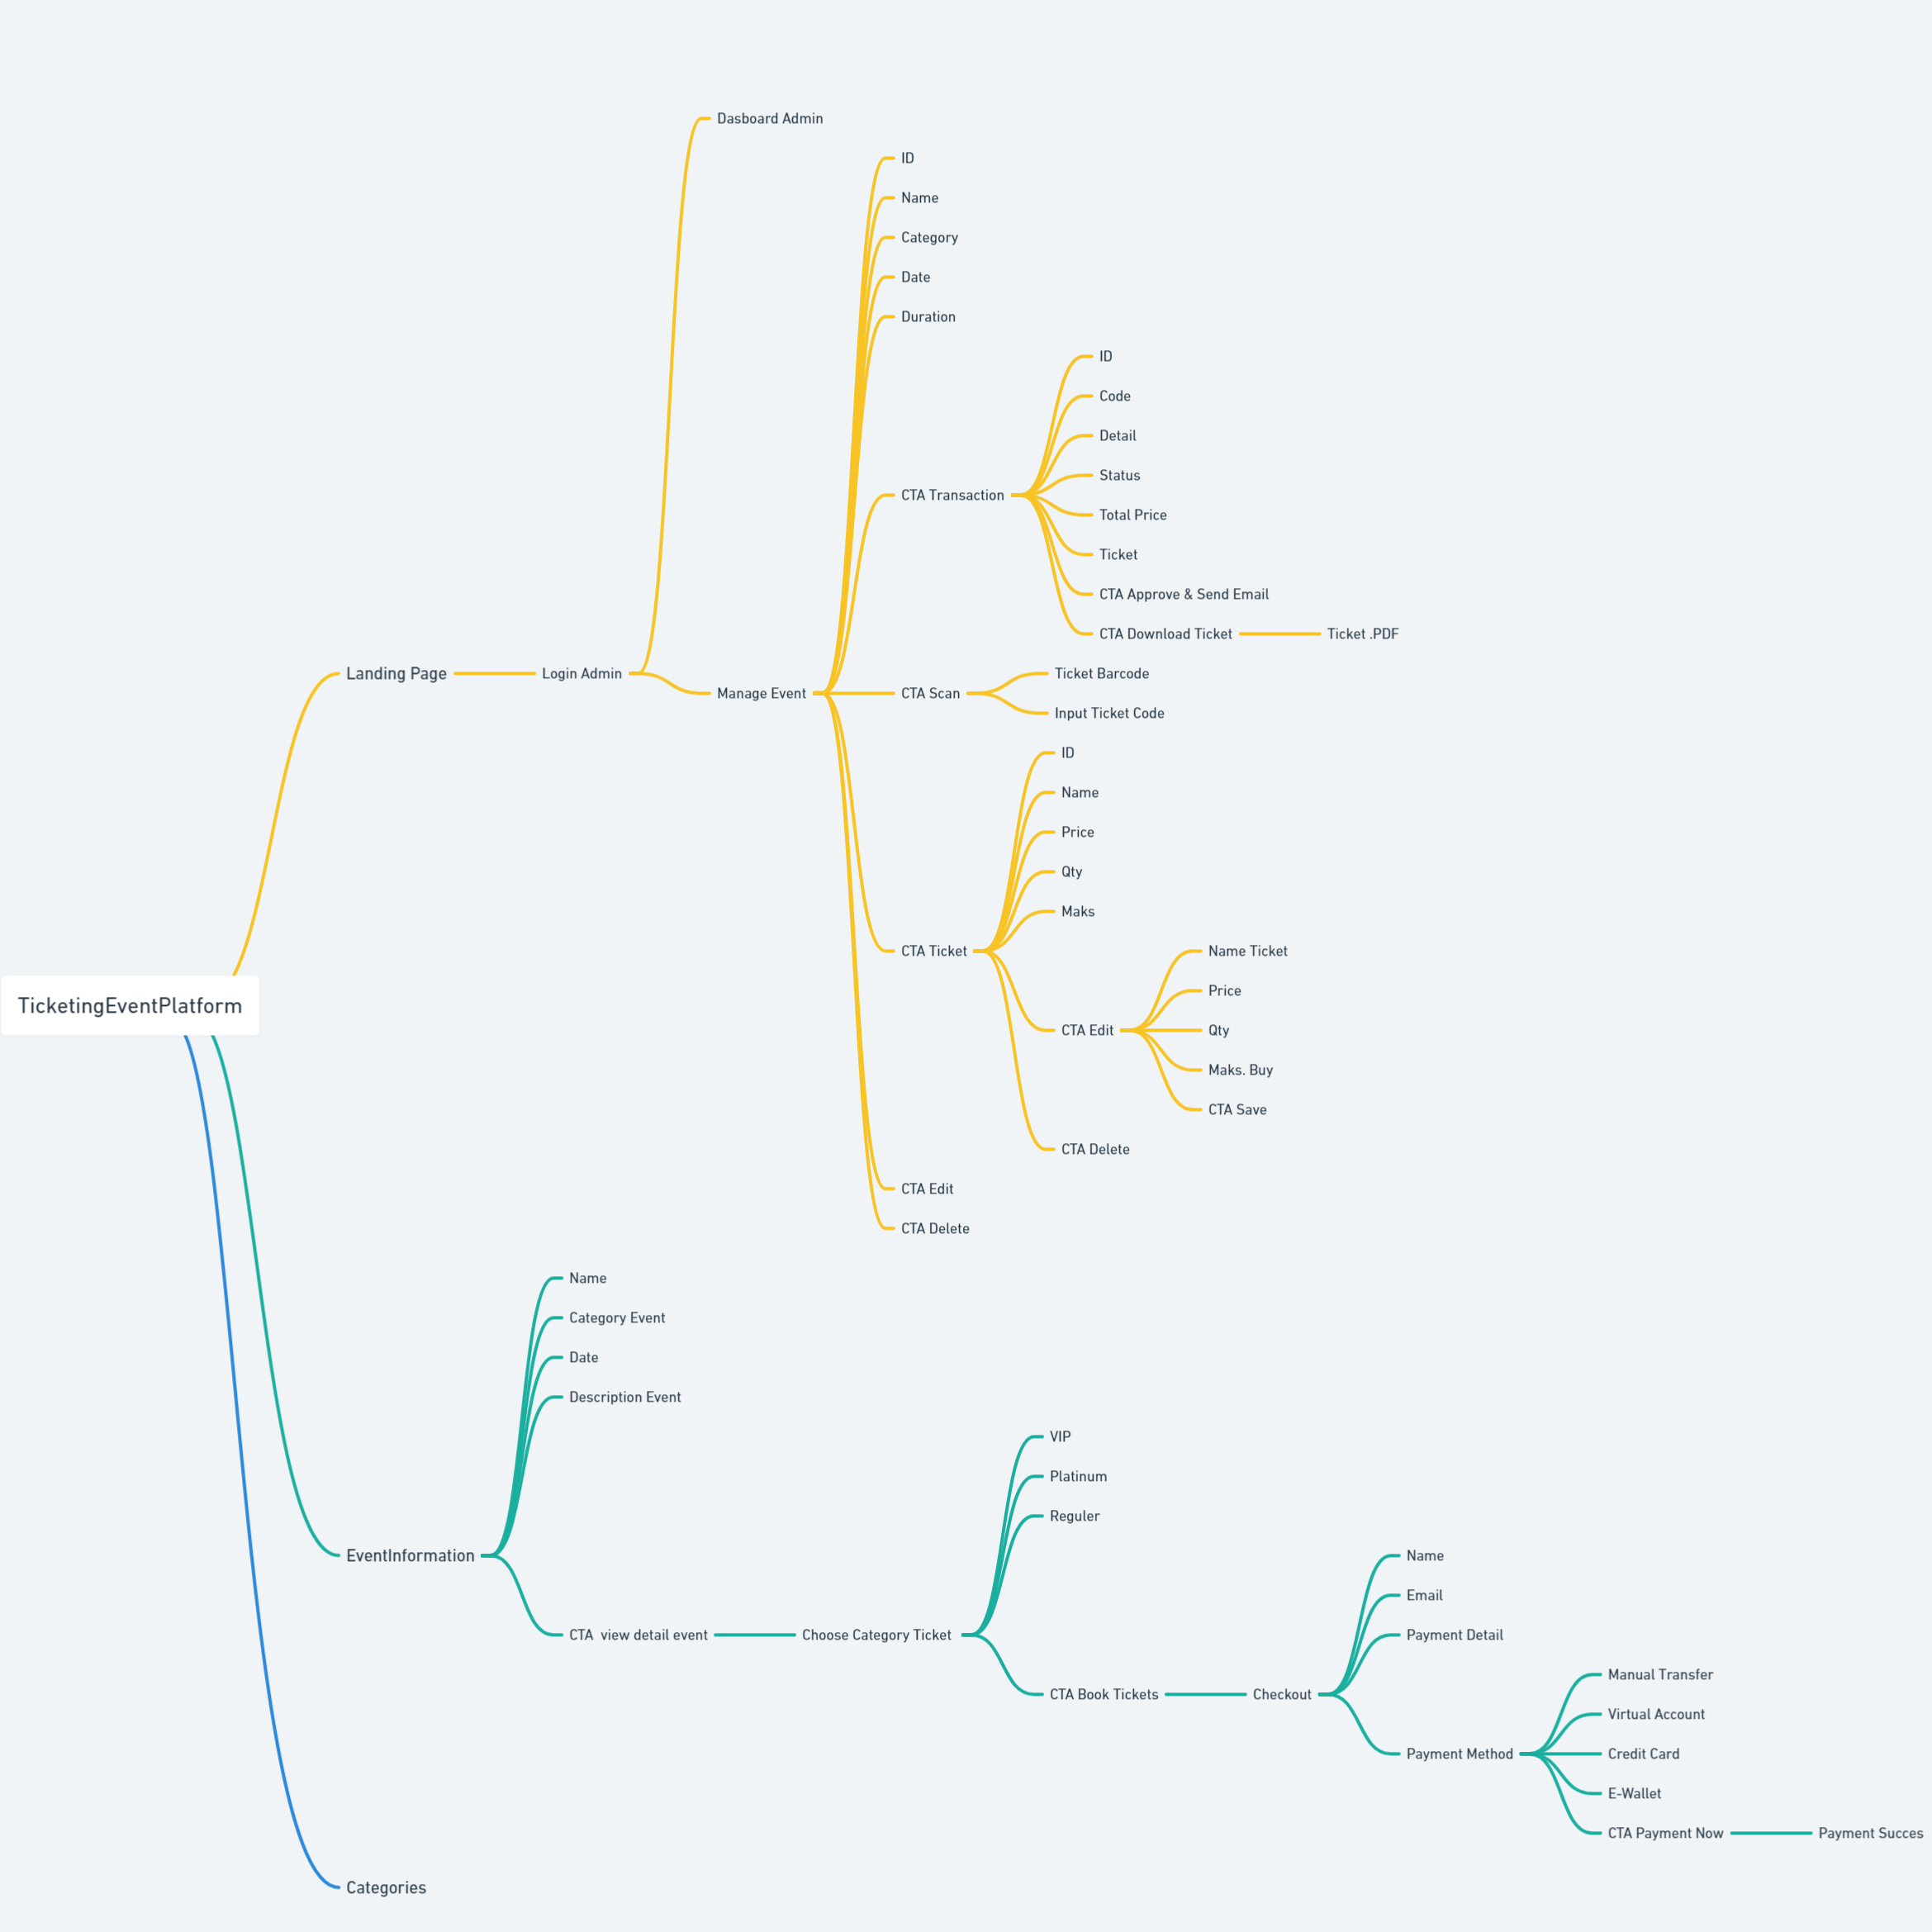 Dasboard Admin
ID
Name
Category
Date
Duration
ID
Code
Detail
Status
CTA Transaction
Total Price
Ticket
CTA Approve & Send Email
CTA Download Ticket
Ticket .PDF
Landing Page
Login Admin
Manage Event
CTA Scan
Ticket Barcode
Input Ticket Code
ID
Name
Price
Qty
Maks
CTA Ticket
Name Ticket
Price
CTA Edit
Qty
Maks. Buy
CTA Save
CTA Delete
CTA Edit
CTA Delete
TicketingEventPlatform
Name
Category Event
Date
Description Event
VIP
Platinum
Reguler
EventInformation
CTA  view detail event
Choose Category Ticket
CTA Book Tickets
Checkout
Name
Email
Payment Detail
Payment Method
Manual Transfer
Virtual Account
Credit Card
E-Wallet
CTA Payment Now
Payment Succes
Categories